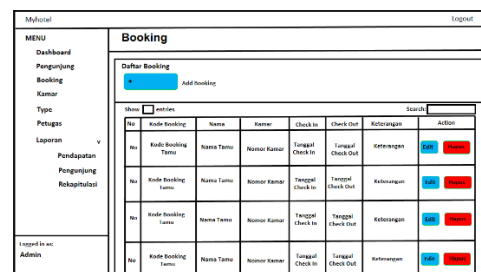 Myhotel
Logout
MENU
Dashboard
Pengunjung
Booking
Kamar
Type
Petugas
Laporan v
Pendapatan
Pengunjung
Rekapitulasi
Logged in as:
Admin
Booking
Daftar Booking
+ Add Booking
Show entries Search:
No Kode Booking Nama Kamar Check In Check Out Keterangan Action
No Kode Booking Tamu Nama Tamu Nomor Kamar Tanggal Check In Tanggal Check Out Keterangan Edit Hapus
No Kode Booking Tamu Nama Tamu Nomor Kamar Tanggal Check In Tanggal Check Out Keterangan Edit Hapus
No Kode Booking Tamu Nama Tamu Nomor Kamar Tanggal Check In Tanggal Check Out Keterangan Edit Hapus
No Kode Booking Tamu Nama Tamu Nomor Kamar Tanggal Check In Tanggal Check Out Keterangan Edit Hapus